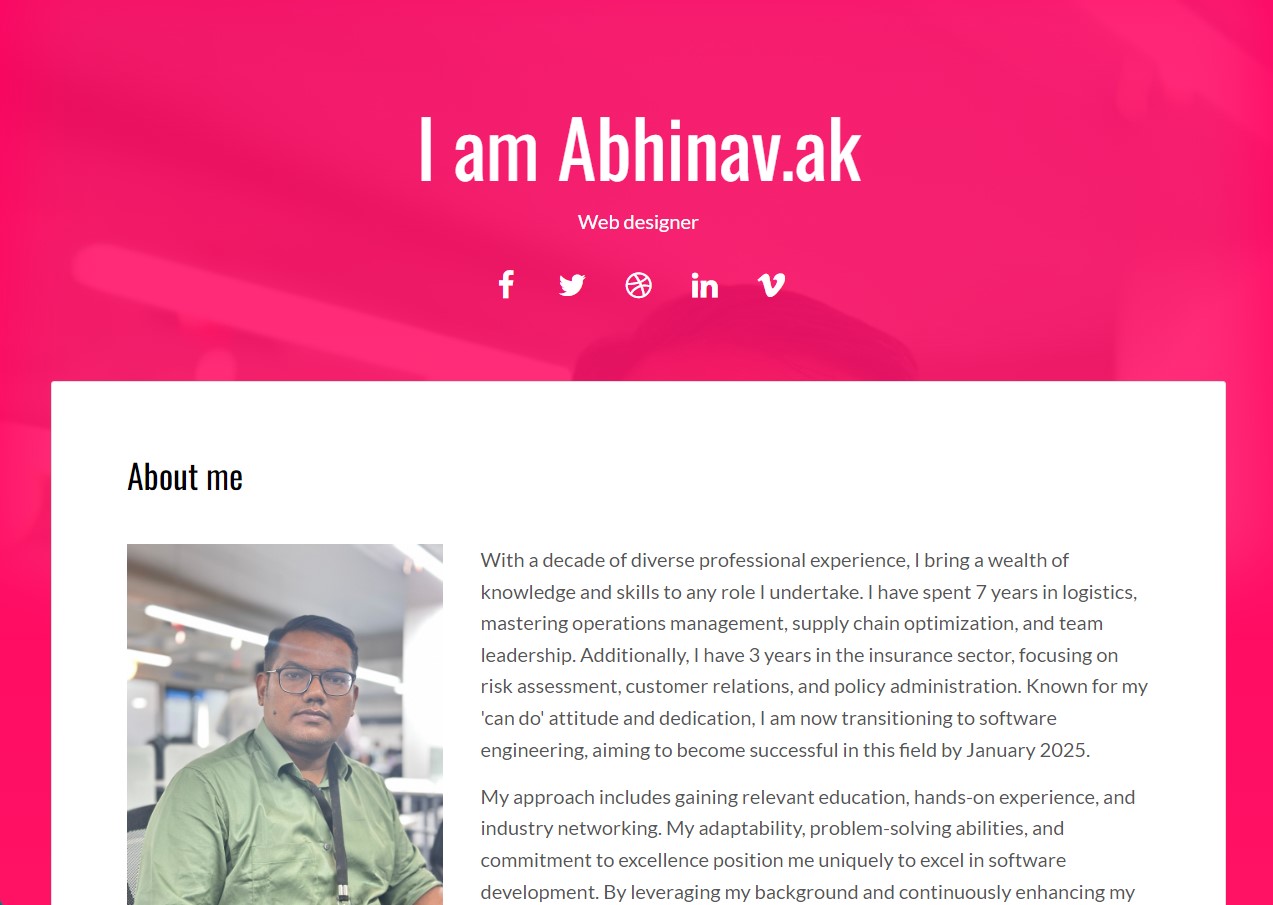 I am Abhinav.ak
Web designer
About me
With a decade of diverse professional experience, I bring a wealth of
knowledge and skills to any role I undertake. I have spent 7 years in logistics,
mastering operations management, supply chain optimization, and team
leadership. Additionally, I have 3 years in the insurance sector, focusing on
risk assessment, customer relations, and policy administration. Known for my
'can do' attitude and dedication, I am now transitioning to software
engineering, aiming to become successful in this field by January 2025.
My approach includes gaining relevant education, hands-on experience, and
industry networking. My adaptability, problem-solving abilities, and
commitment to excellence position me uniquely to excel in software
development. By leveraging my background and continuously enhancing my